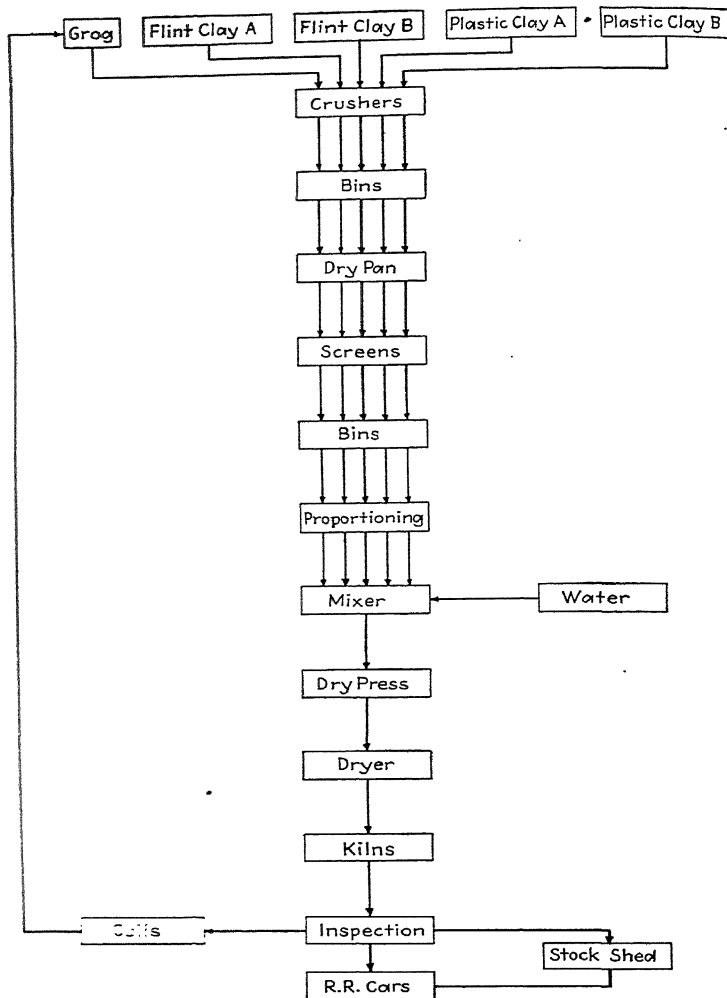 Grog
Flint Clay A
Flint Clay B
Plastic Clay A
Plastic Clay B
Crushers
Bins
Dry Pan
Screens
Bins
Proportioning
Mixer
Water
Dry Press
Dryer
Kilns
Inspection
Stock Shed
R.R. Cars